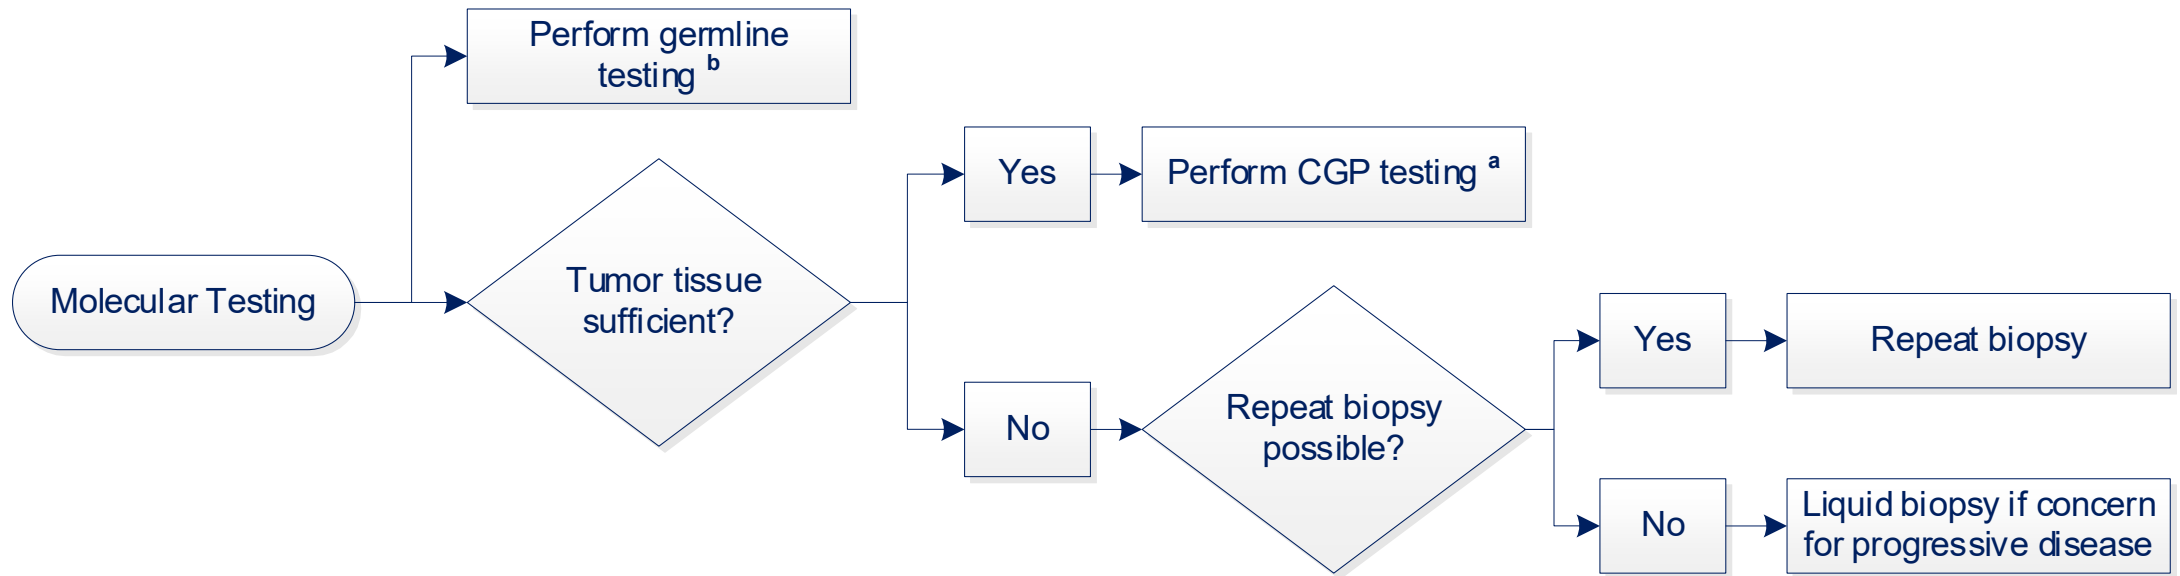 Perform germline
testing b
Yes
Perform CGP testing a
Molecular Testing
Tumor tissue
sufficient?
Yes
Repeat biopsy
No
Repeat biopsy
possible?
No
Liquid biopsy if concern
for progressive disease